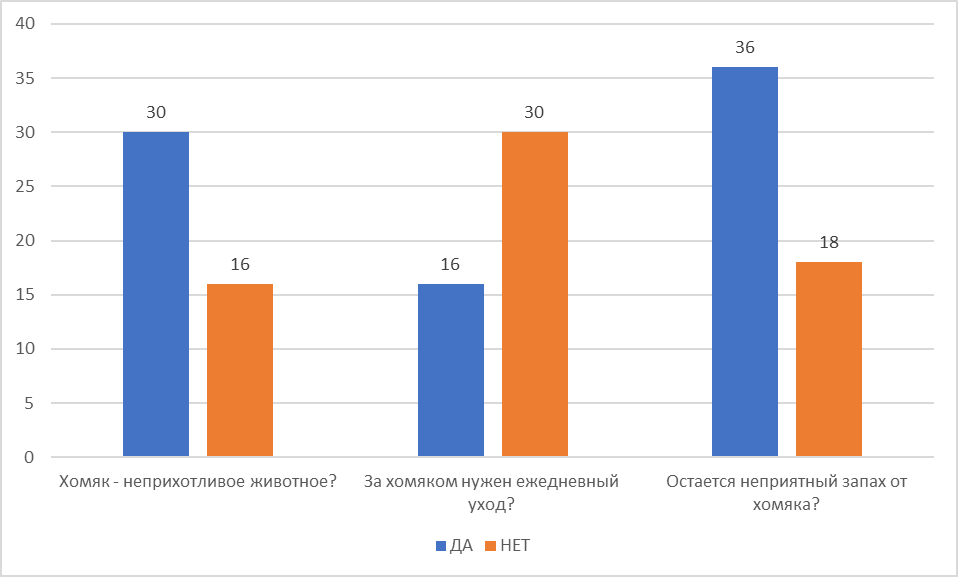 40
35
30
25
20
15
10
5
0
30
16
16
30
36
18
Хомяк - неприхотливое животное?
За хомяком нужен ежедневный
уход?
Остается неприятный запах от
хомяка?
ДА
НЕТ